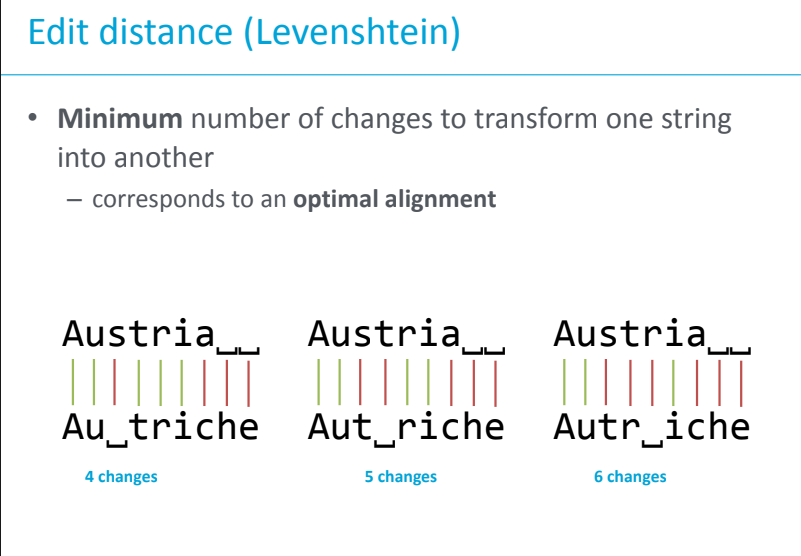 Edit distance (Levenshtein)
• Minimum number of changes to transform one string
into another
– corresponds to an optimal alignment
Austria␣␣ Austria␣␣ Austria␣␣
Au␣triche Aut␣riche Autr␣iche
4 changes 5 changes 6 changes